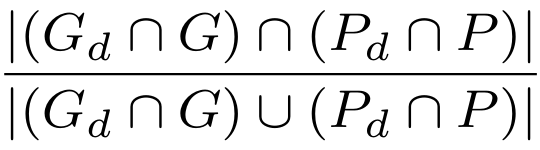 |(G_d ∩ G) ∩ (P_d ∩ P)|
|(G_d ∩ G) ∪ (P_d ∩ P)|